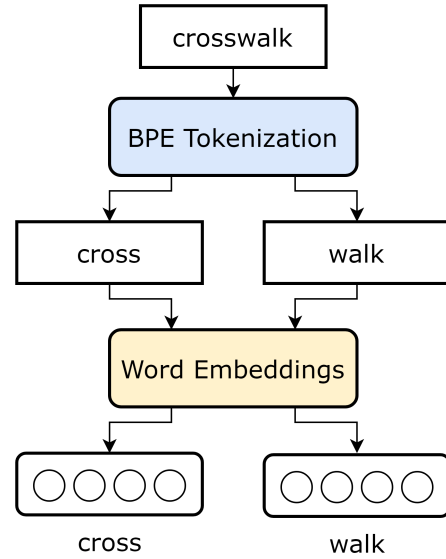 crosswalk
BPE Tokenization
cross
walk
Word Embeddings
cross
walk